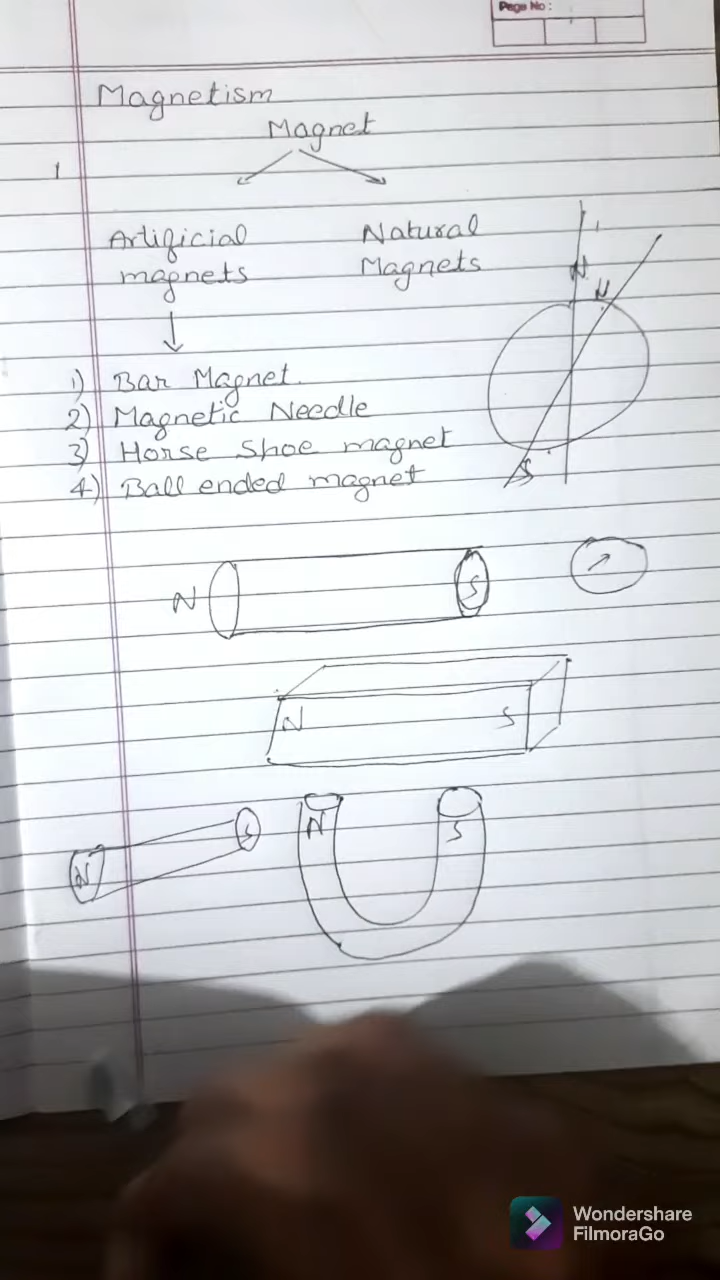 Page No :
Magnetism
Magnet
1
Artificial magnets
Natural Magnets
1) Bar Magnet.
2) Magnetic Needle
3) Horse Shoe magnet
4) Ball ended magnet
N
N
S
N
S
N
S
N
S
N
S
Wondershare
FilmoraGo